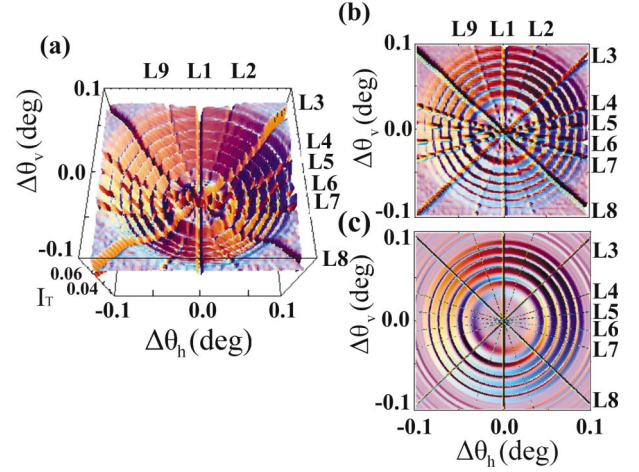 (a)
L9 L1 L2
0.1
L3
L4
L5
L6
L7
L8
0.0
-0.1
Δθv (deg)
0.06
0.04
IT
-0.1 0.0 0.1
Δθh (deg)
(b)
L9 L1 L2
0.1
0.0
-0.1
Δθv (deg)
L3
L4
L5
L6
L7
L8
(c)
0.1
0.0
-0.1
Δθv (deg)
L3
L4
L5
L6
L7
L8
-0.1 0.0 0.1
Δθh (deg)